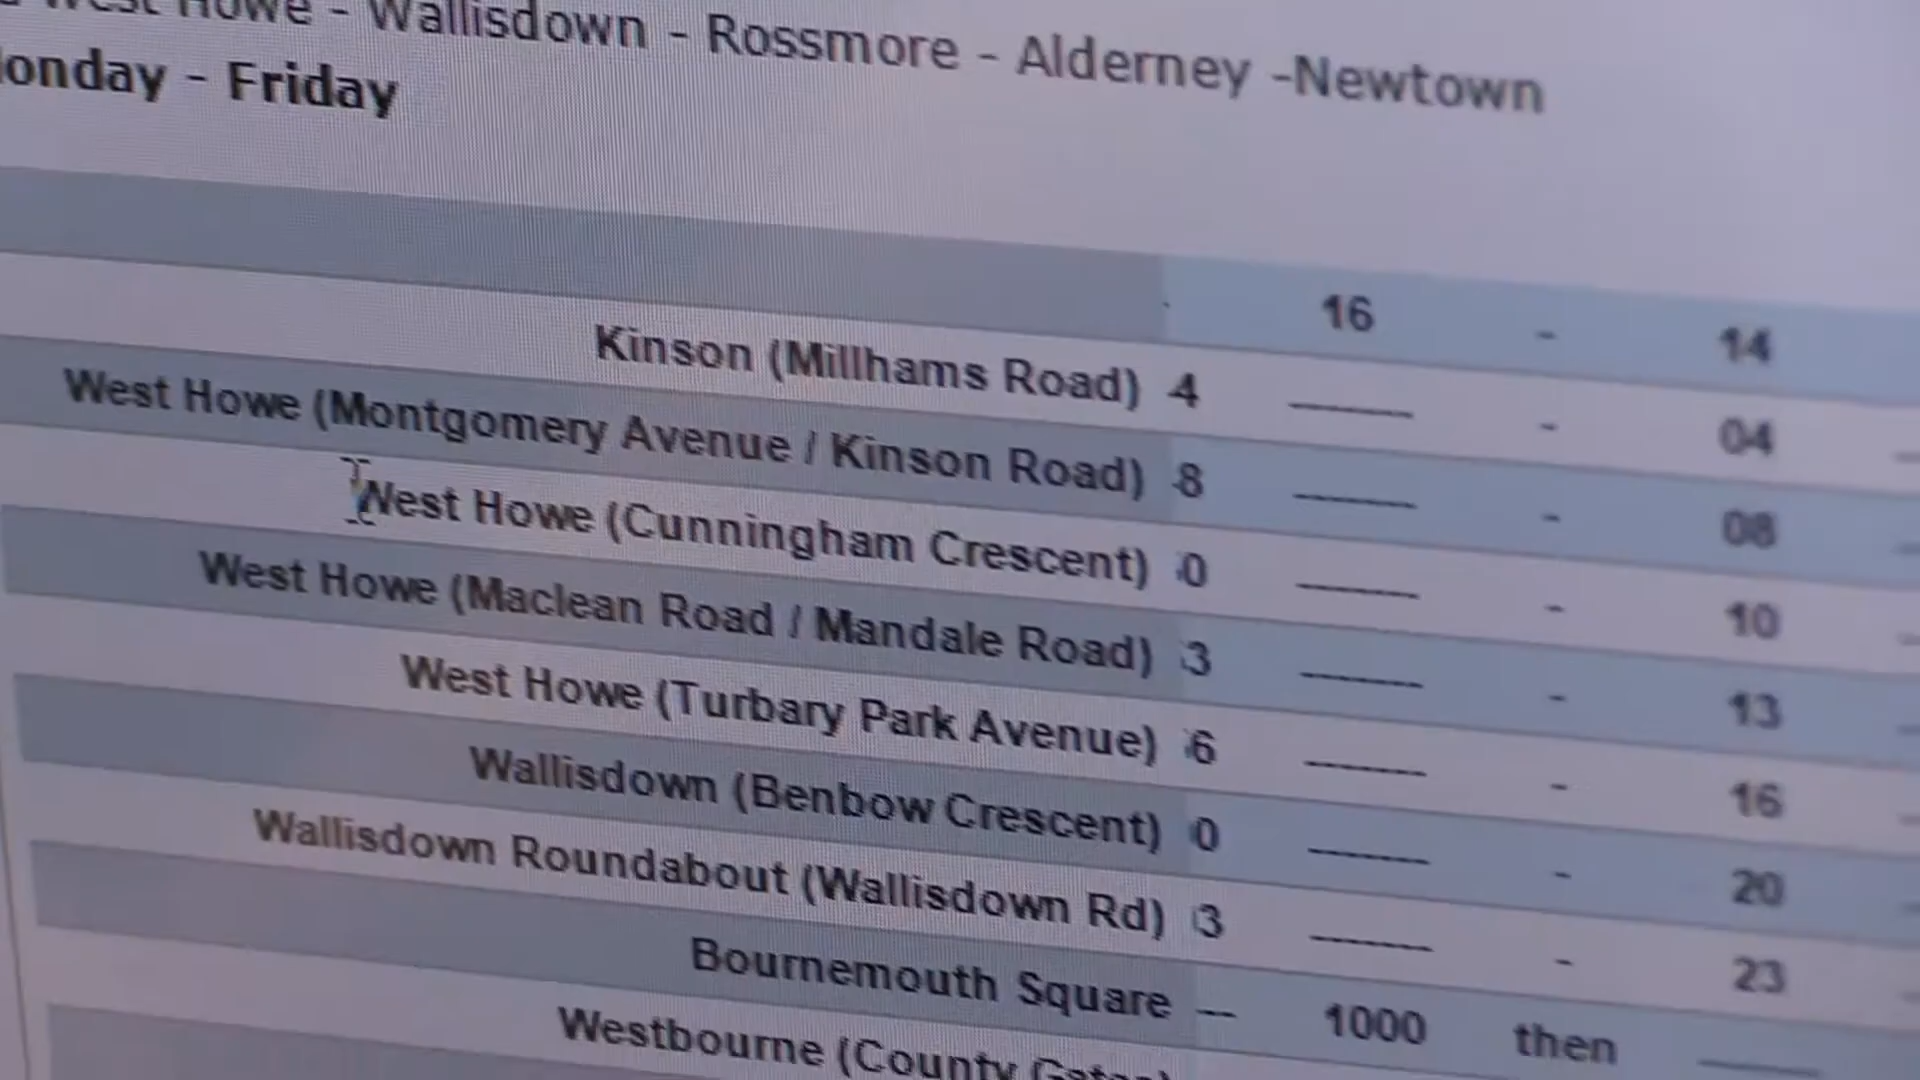 West Howe - Wallisdown - Rossmore - Alderney -Newtown
onday - Friday
16 - 14
Kinson (Millhams Road) 4 ------- - 04
West Howe (Montgomery Avenue / Kinson Road) 8 ------- - 08
West Howe (Cunningham Crescent) 0 ------- - 10
West Howe (Maclean Road / Mandale Road) 3 ------- - 13
West Howe (Turbary Park Avenue) 6 ------- - 16
Wallisdown (Benbow Crescent) 0 ------- - 20
Wallisdown Roundabout (Wallisdown Rd) 3 ------- - 23
Bournemouth Square -- 1000 then -------
Westbourne (County